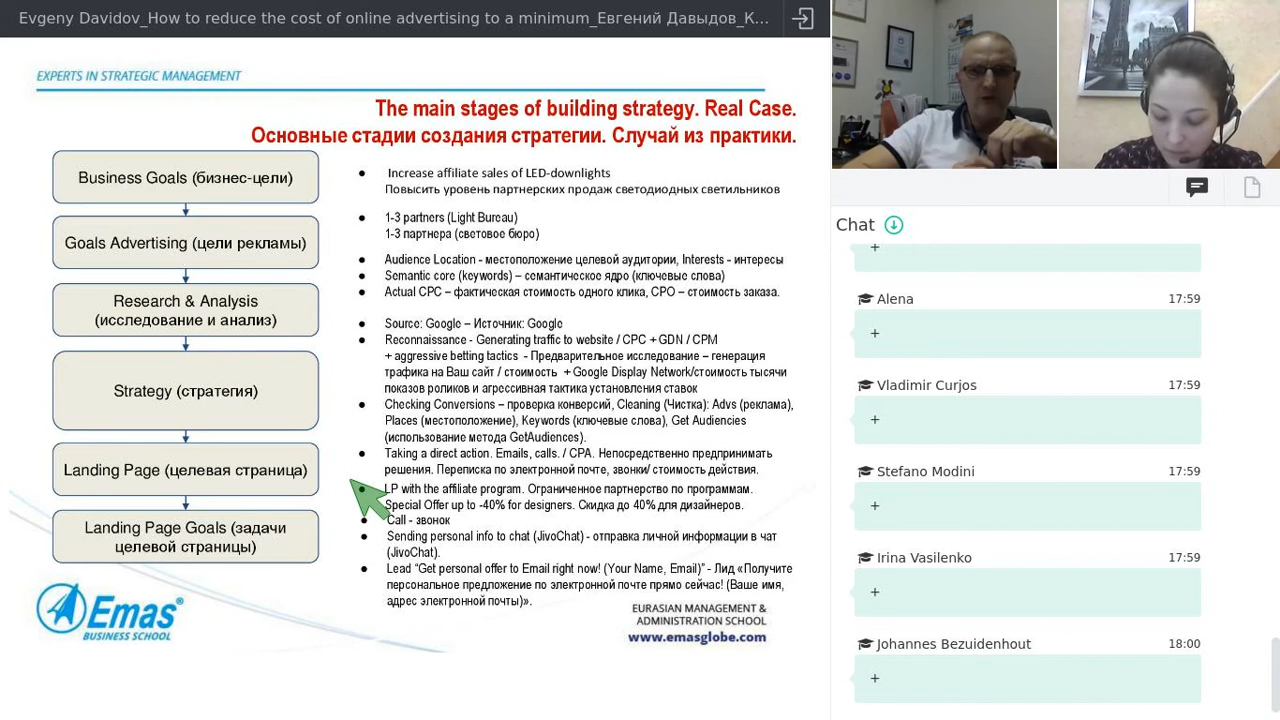 Evgeny Davidov_How to reduce the cost of online advertising to a minimum_Евгений Давыдов_К...
EXPERTS IN STRATEGIC MANAGEMENT
The main stages of building strategy. Real Case.
Основные стадии создания стратегии. Случай из практики.
Business Goals (бизнес-цели)
Goals Advertising (цели рекламы)
Research & Analysis
(исследование и анализ)
Strategy (стратегия)
Landing Page (целевая страница)
Landing Page Goals (задачи
целевой страницы)
● Increase affiliate sales of LED-downlights
Повысить уровень партнерских продаж светодиодных светильников
● 1-3 partners (Light Bureau)
1-3 партнера (световое бюро)
● Audience Location - местоположение целевой аудитории, Interests - интересы
● Semantic core (keywords) – семантическое ядро (ключевые слова)
● Actual CPC – фактическая стоимость одного клика, CPO – стоимость заказа.
● Source: Google – Источник: Google
● Reconnaissance - Generating traffic to website / CPC + GDN / CPM
+ aggressive betting tactics - Предварительное исследование – генерация
трафика на Ваш сайт / стоимость + Google Display Network/стоимость тысячи
показов роликов и агрессивная тактика установления ставок
● Checking Conversions – проверка конверсий, Cleaning (Чистка): Advs (реклама),
Places (местоположение), Keywords (ключевые слова), Get Audiences
(использование метода GetAudiences).
● Taking a direct action. Emails, calls. / CPA. Непосредственно предпринимать
решения. Переписка по электронной почте, звонки/ стоимость действия.
● LP with the affiliate program. Ограниченное партнерство по программам.
Special Offer up to -40% for designers. Скидка до 40% для дизайнеров.
● Call - звонок
● Sending personal info to chat (JivoChat) - отправка личной информации в чат
(JivoChat).
● Lead “Get personal offer to Email right now! (Your Name, Email)” - Лид «Получите
персональное предложение по электронной почте прямо сейчас! (Ваше имя,
адрес электронной почты)».
Emas®
BUSINESS SCHOOL
EURASIAN MANAGEMENT &
ADMINISTRATION SCHOOL
www.emasglobe.com
Chat
+
Alena 17:59
+
Vladimir Curjos 17:59
+
Stefano Modini 17:59
+
Irina Vasilenko 17:59
+
Johannes Bezuidenhout 18:00
+